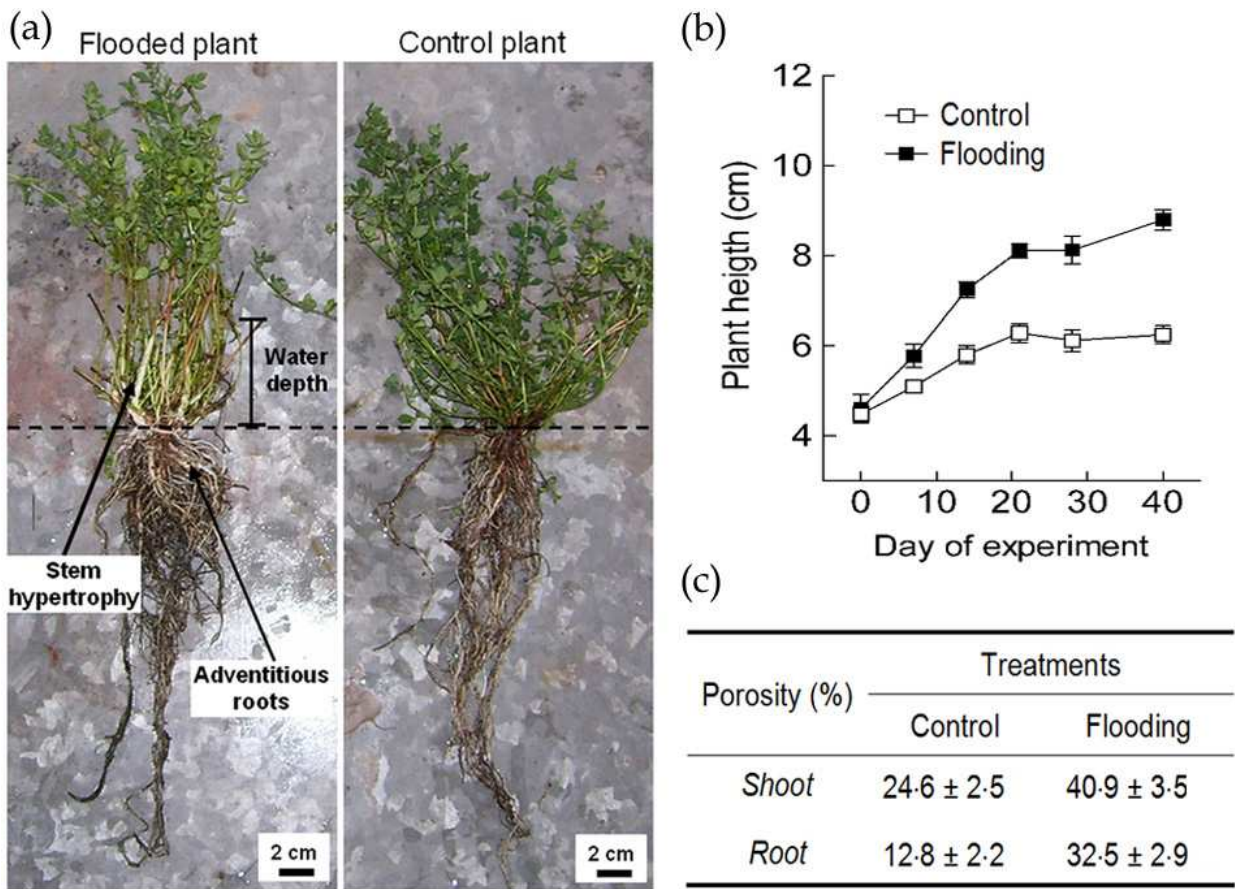 (a)
Flooded plant
Control plant
Water
depth
Stem
hypertrophy
Adventitious
roots
2 cm
2 cm
(b)
12
10
8
6
4
Plant heigth (cm)
Control
Flooding
0 10 20 30 40
Day of experiment
(c)
Porosity (%)
Treatments
Control Flooding
Shoot 24·6 ± 2·5 40·9 ± 3·5
Root 12·8 ± 2·2 32·5 ± 2·9